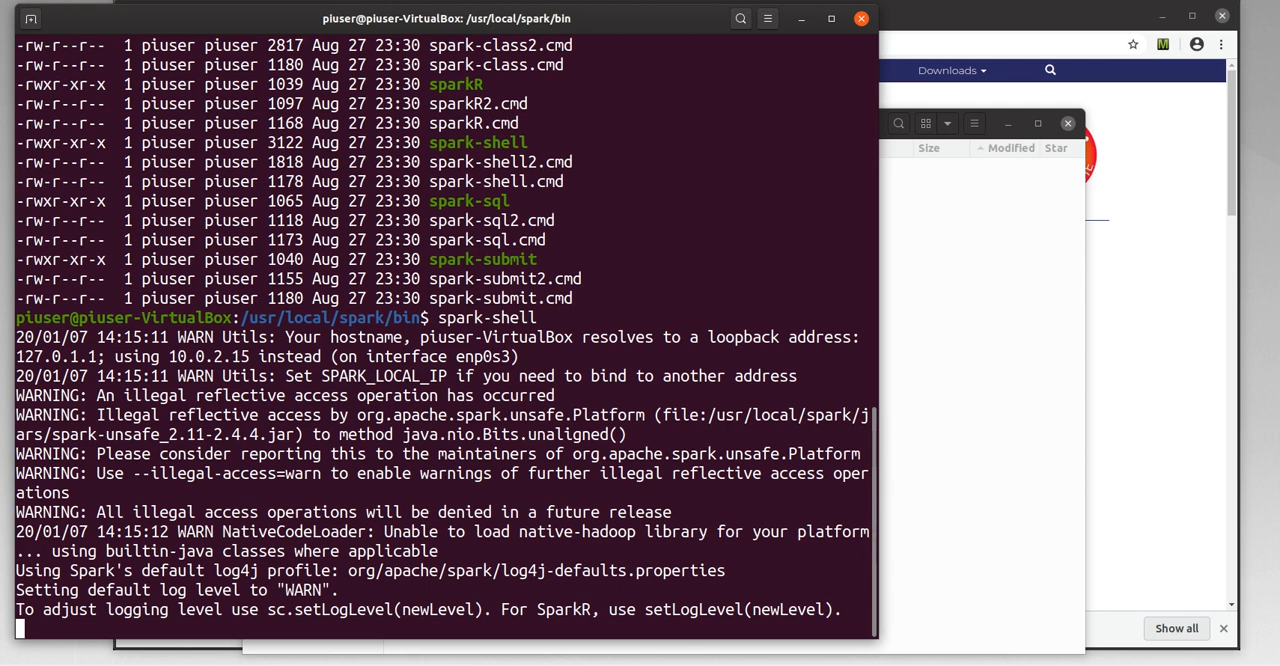 piuser@piuser-VirtualBox: /usr/local/spark/bin
-rw-r--r-- 1 piuser piuser 2817 Aug 27 23:30 spark-class2.cmd
-rw-r--r-- 1 piuser piuser 1180 Aug 27 23:30 spark-class.cmd
-rwxr-xr-x 1 piuser piuser 1039 Aug 27 23:30 sparkR
-rw-r--r-- 1 piuser piuser 1097 Aug 27 23:30 sparkR2.cmd
-rw-r--r-- 1 piuser piuser 1168 Aug 27 23:30 sparkR.cmd
-rwxr-xr-x 1 piuser piuser 3122 Aug 27 23:30 spark-shell
-rw-r--r-- 1 piuser piuser 1818 Aug 27 23:30 spark-shell2.cmd
-rw-r--r-- 1 piuser piuser 1178 Aug 27 23:30 spark-shell.cmd
-rwxr-xr-x 1 piuser piuser 1065 Aug 27 23:30 spark-sql
-rw-r--r-- 1 piuser piuser 1118 Aug 27 23:30 spark-sql2.cmd
-rw-r--r-- 1 piuser piuser 1173 Aug 27 23:30 spark-sql.cmd
-rwxr-xr-x 1 piuser piuser 1040 Aug 27 23:30 spark-submit
-rw-r--r-- 1 piuser piuser 1155 Aug 27 23:30 spark-submit2.cmd
-rw-r--r-- 1 piuser piuser 1180 Aug 27 23:30 spark-submit.cmd
piuser@piuser-VirtualBox:/usr/local/spark/bin$ spark-shell
20/01/07 14:15:11 WARN Utils: Your hostname, piuser-VirtualBox resolves to a loopback address:
127.0.1.1; using 10.0.2.15 instead (on interface enp0s3)
20/01/07 14:15:11 WARN Utils: Set SPARK_LOCAL_IP if you need to bind to another address
WARNING: An illegal reflective access operation has occurred
WARNING: Illegal reflective access by org.apache.spark.unsafe.Platform (file:/usr/local/spark/j
ars/spark-unsafe_2.11-2.4.4.jar) to method java.nio.Bits.unaligned()
WARNING: Please consider reporting this to the maintainers of org.apache.spark.unsafe.Platform
WARNING: Use --illegal-access=warn to enable warnings of further illegal reflective access oper
ations
WARNING: All illegal access operations will be denied in a future release
20/01/07 14:15:12 WARN NativeCodeLoader: Unable to load native-hadoop library for your platform
... using builtin-java classes where applicable
Using Spark's default log4j profile: org/apache/spark/log4j-defaults.properties
Setting default log level to "WARN".
To adjust logging level use sc.setLogLevel(newLevel). For SparkR, use setLogLevel(newLevel).
Downloads
Size Modified Star
Show all